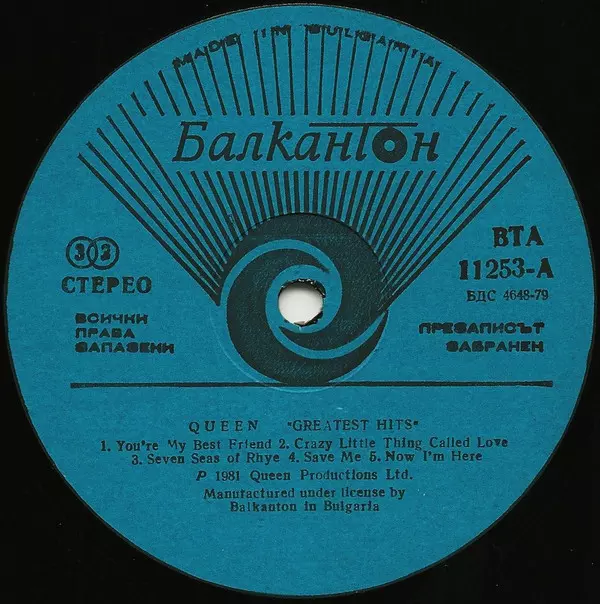 MADE IN BULGARIA
Балкантон
33
СТЕРЕО
ВСИЧКИ
ПРАВА
ЗАПАЗЕНИ
ВТА
11253-А
БДС 4648-79
ПРЕЗАПИСЪТ
ЗАБРАНЕН
QUEEN "GREATEST HITS"
1. You're My Best Friend 2. Crazy Little Thing Called Love
3. Seven Seas of Rhye 4. Save Me 5. Now I'm Here
P 1981 Queen Productions Ltd.
Manufactured under license by
Balkanton in Bulgaria